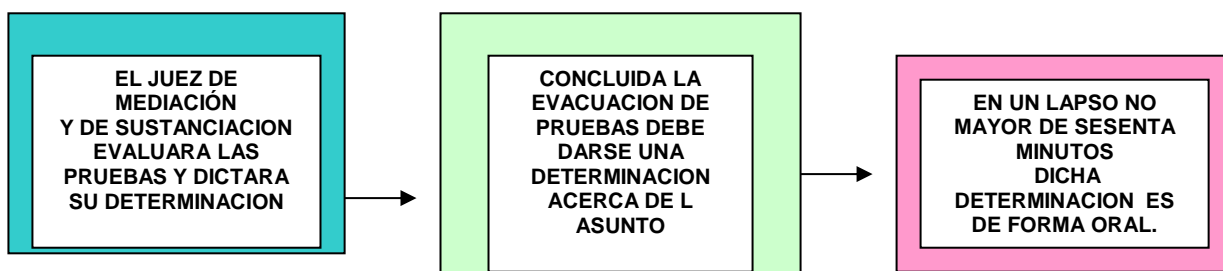 EL JUEZ DE
MEDIACIÓN
Y DE SUSTANCIACION
EVALUARA LAS
PRUEBAS Y DICTARA
SU DETERMINACION
CONCLUIDA LA
EVACUACION DE
PRUEBAS DEBE
DARSE UNA
DETERMINACION
ACERCA DE L
ASUNTO
EN UN LAPSO NO
MAYOR DE SESENTA
MINUTOS
DICHA
DETERMINACION ES
DE FORMA ORAL.